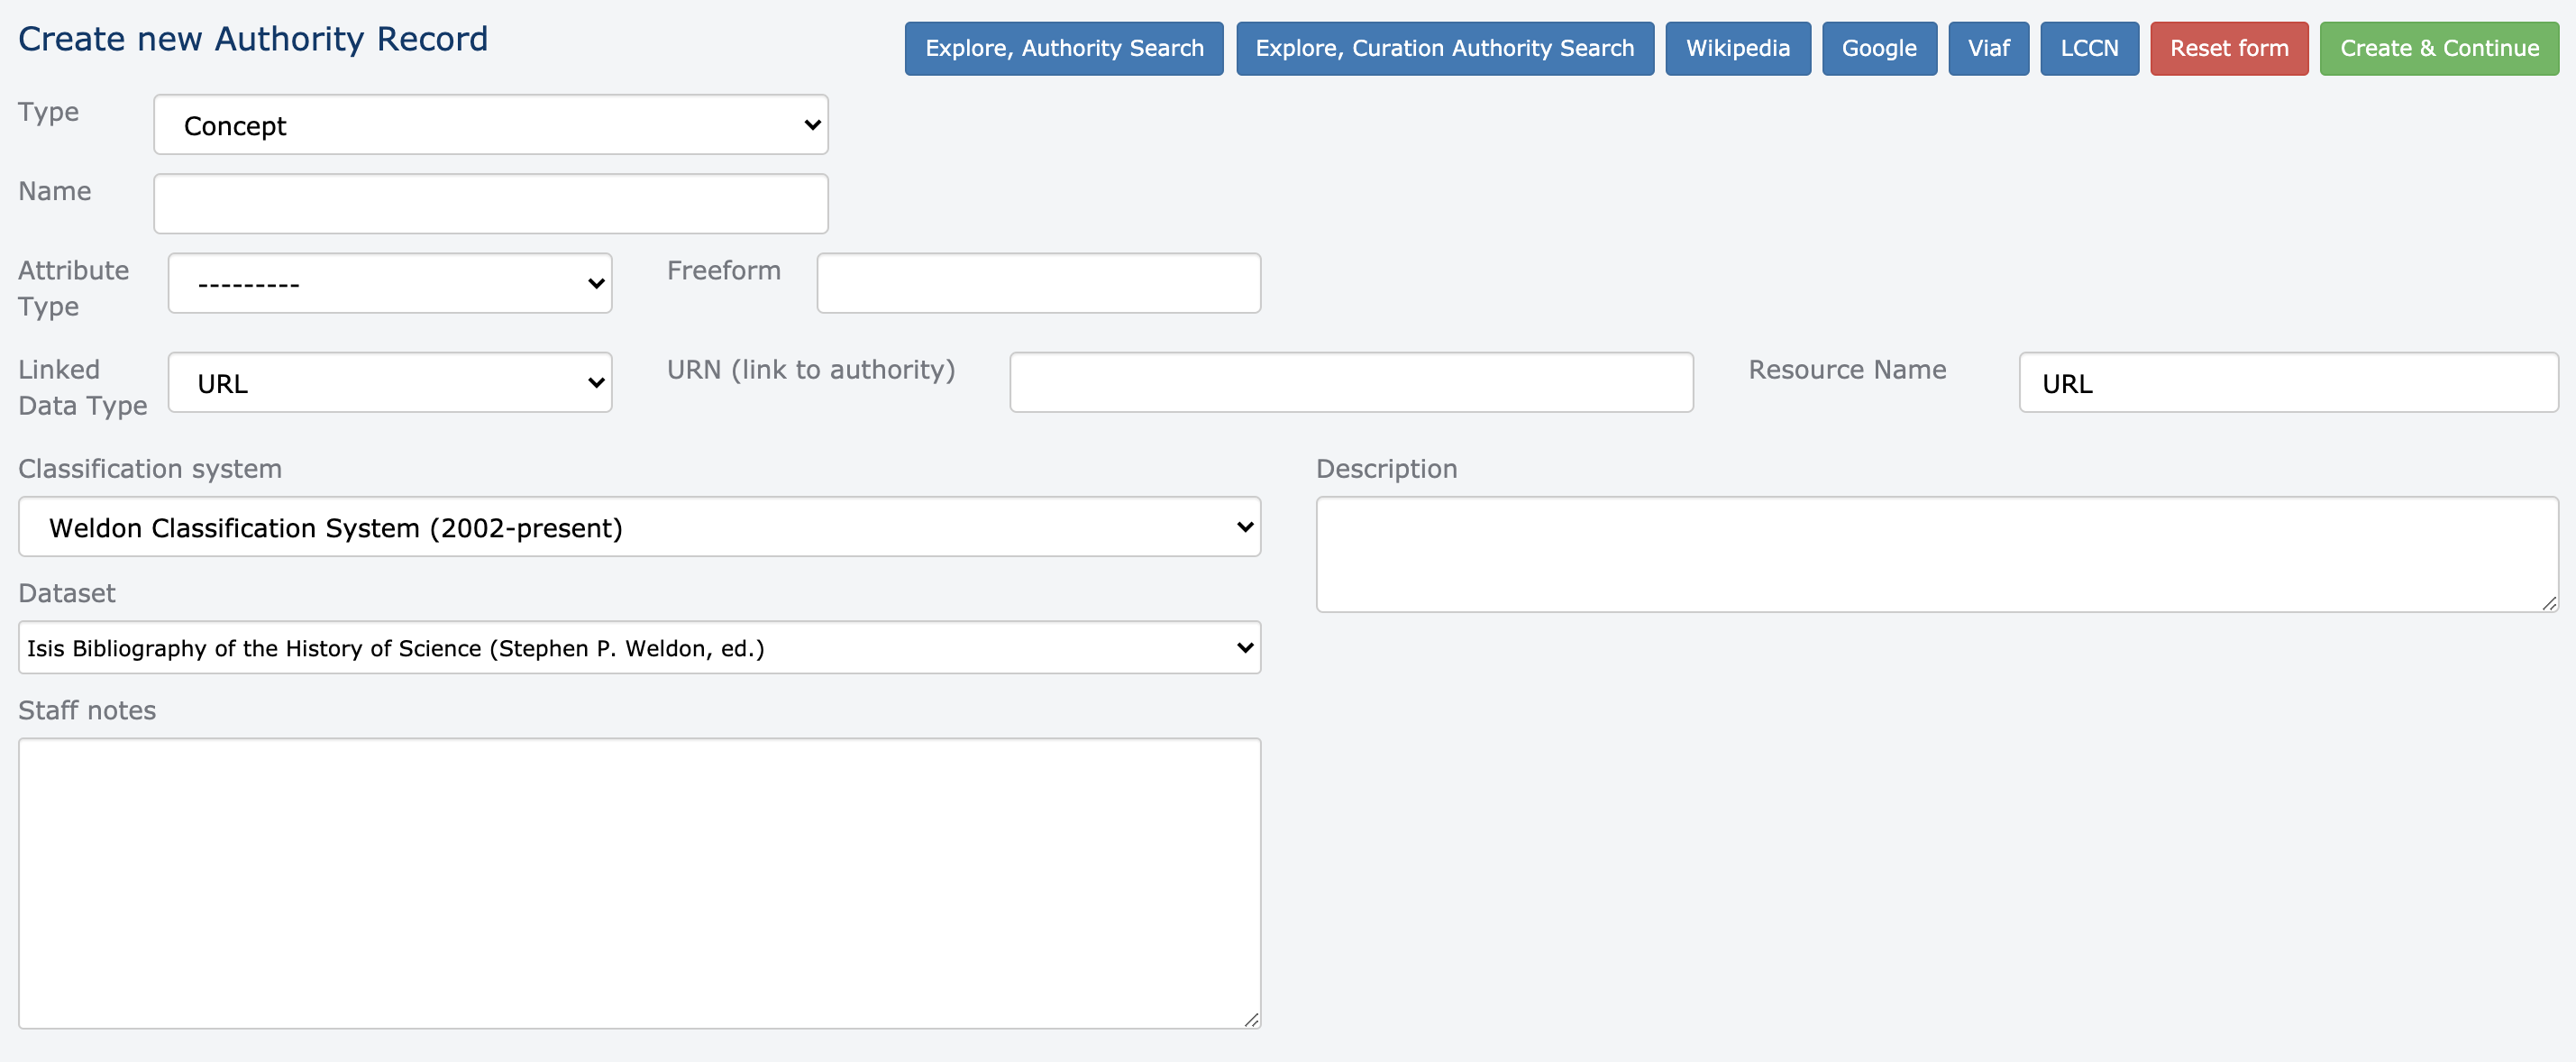 Create new Authority Record
Explore, Authority Search
Explore, Curation Authority Search
Wikipedia
Google
Viaf
LCCN
Reset form
Create & Continue
Type
Concept
Name
Attribute
Type
---------
Freeform
Linked
Data Type
URL
URN (link to authority)
Resource Name
URL
Classification system
Weldon Classification System (2002-present)
Description
Dataset
Isis Bibliography of the History of Science (Stephen P. Weldon, ed.)
Staff notes